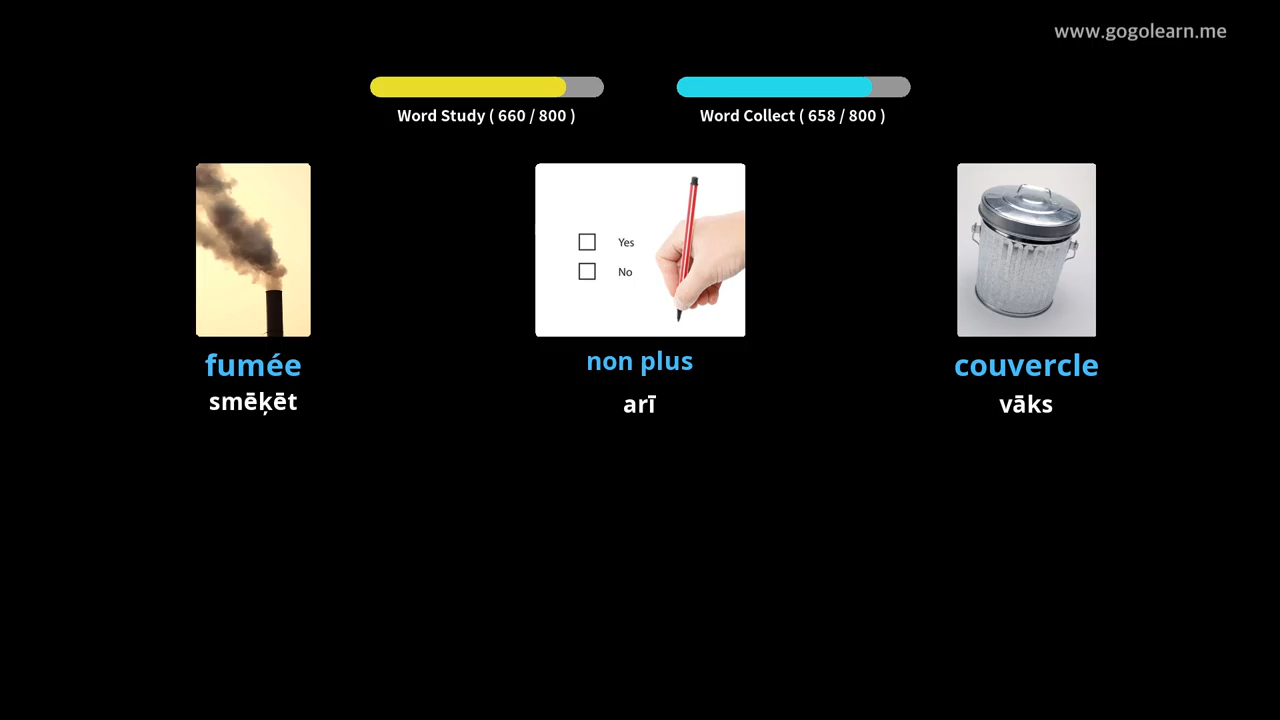 www.gogolearn.me
Word Study ( 660 / 800 )
Word Collect ( 658 / 800 )
Yes
No
fumée
non plus
couvercle
smēķēt
arī
vāks